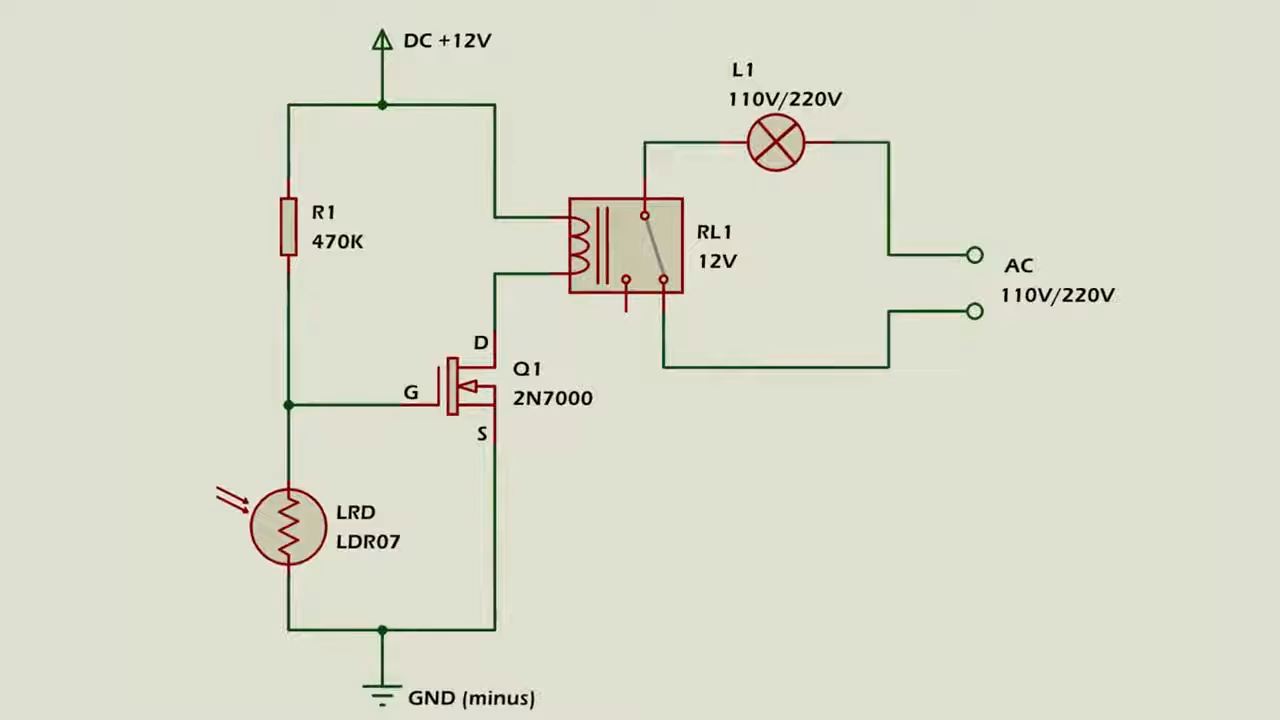 DC +12V
L1
110V/220V
R1
470K
RL1
12V
AC
110V/220V
D
Q1
G
2N7000
S
LRD
LDR07
GND (minus)